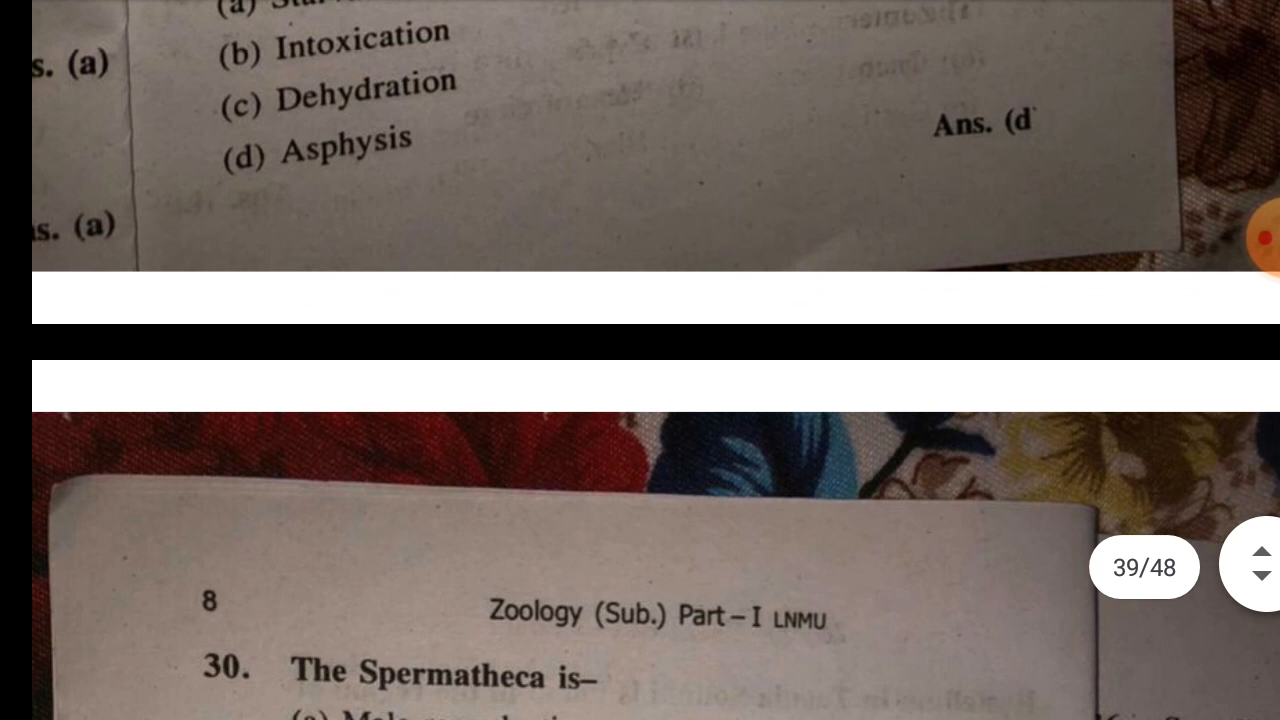 (a)
s. (a)
(b) Intoxication
(c) Dehydration
(d) Asphysis
Ans. (d
s. (a)
39/48
8
Zoology (Sub.) Part – I LNMU
30. The Spermatheca is–